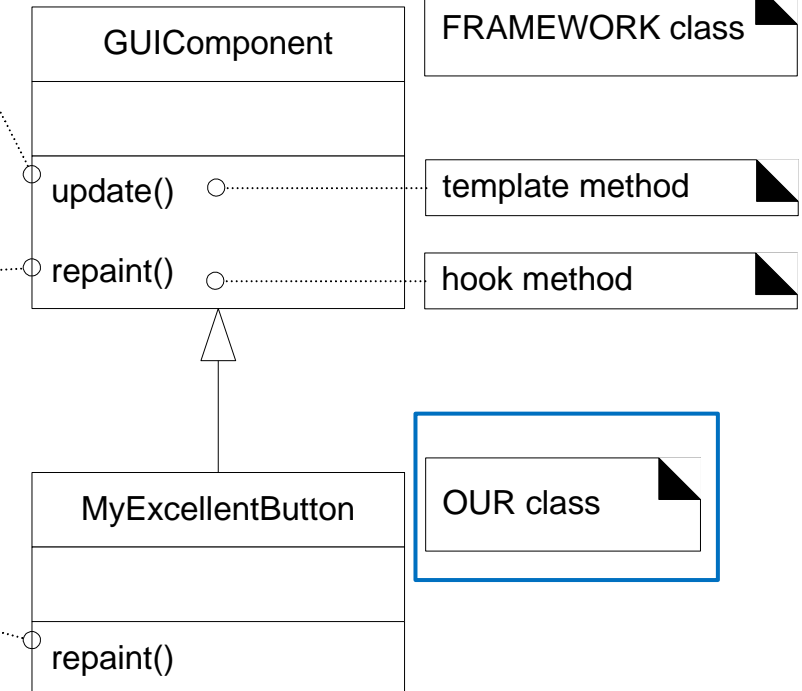 GUIComponent
FRAMEWORK class
update()
template method
repaint()
hook method
MyExcellentButton
OUR class
repaint()